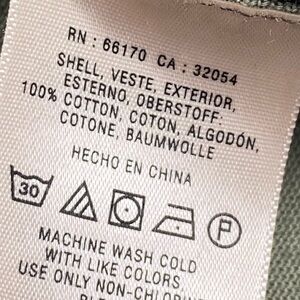 RN : 66170 CA : 32054
SHELL, VESTE, EXTERIOR,
ESTERNO, OBERSTOFF:
100% COTTON, COTON, ALGODÓN,
COTONE, BAUMWOLLE
HECHO EN CHINA
30 P
MACHINE WASH COLD
WITH LIKE COLORS,
USE ONLY NON-CHLOR